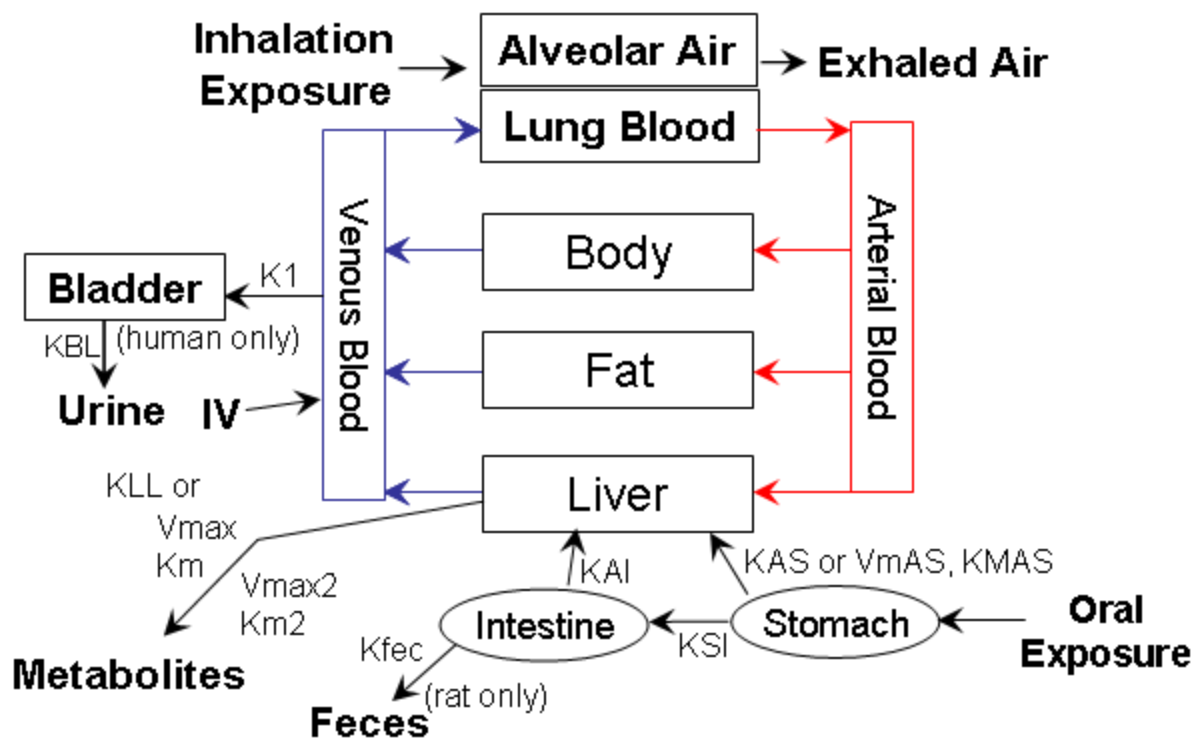 Inhalation
Exposure
Alveolar Air
Exhaled Air
Lung Blood
Venous Blood
Arterial Blood
Body
Bladder
K1
KBL
(human only)
Fat
Urine
IV
Liver
KLL or
Vmax
Km
Vmax2
Km2
KAI
KAS or VmAS, KMAS
Intestine
KSI
Stomach
Oral
Exposure
Kfec
Metabolites
(rat only)
Feces